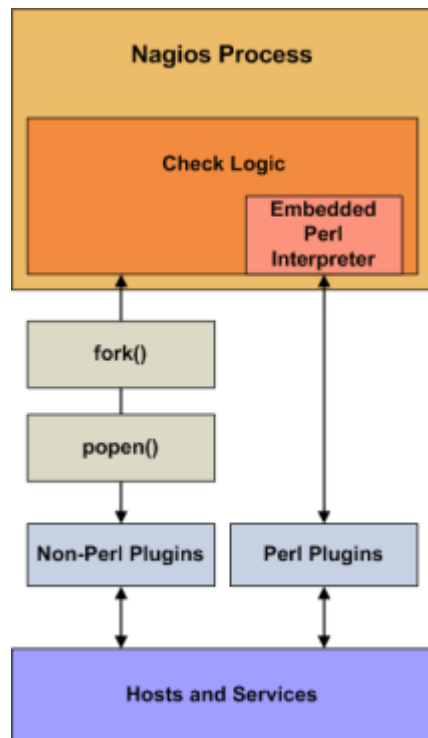 Nagios Process
Check Logic
Embedded
Perl
Interpreter
fork()
popen()
Non-Perl Plugins
Perl Plugins
Hosts and Services